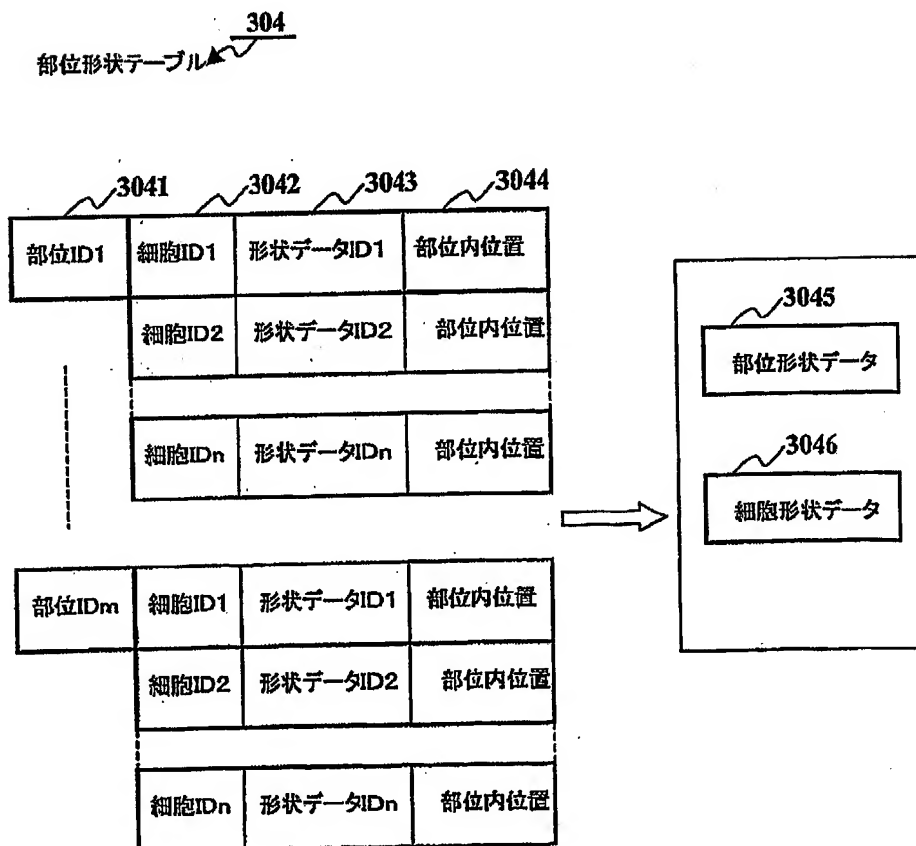 304
部位形状テーブル
3041 3042 3043 3044
部位ID1 細胞ID1 形状データID1 部位内位置
細胞ID2 形状データID2 部位内位置
細胞IDn 形状データIDn 部位内位置
3045
部位形状データ
3046
細胞形状データ
部位IDm 細胞ID1 形状データID1 部位内位置
細胞ID2 形状データID2 部位内位置
細胞IDn 形状データIDn 部位内位置